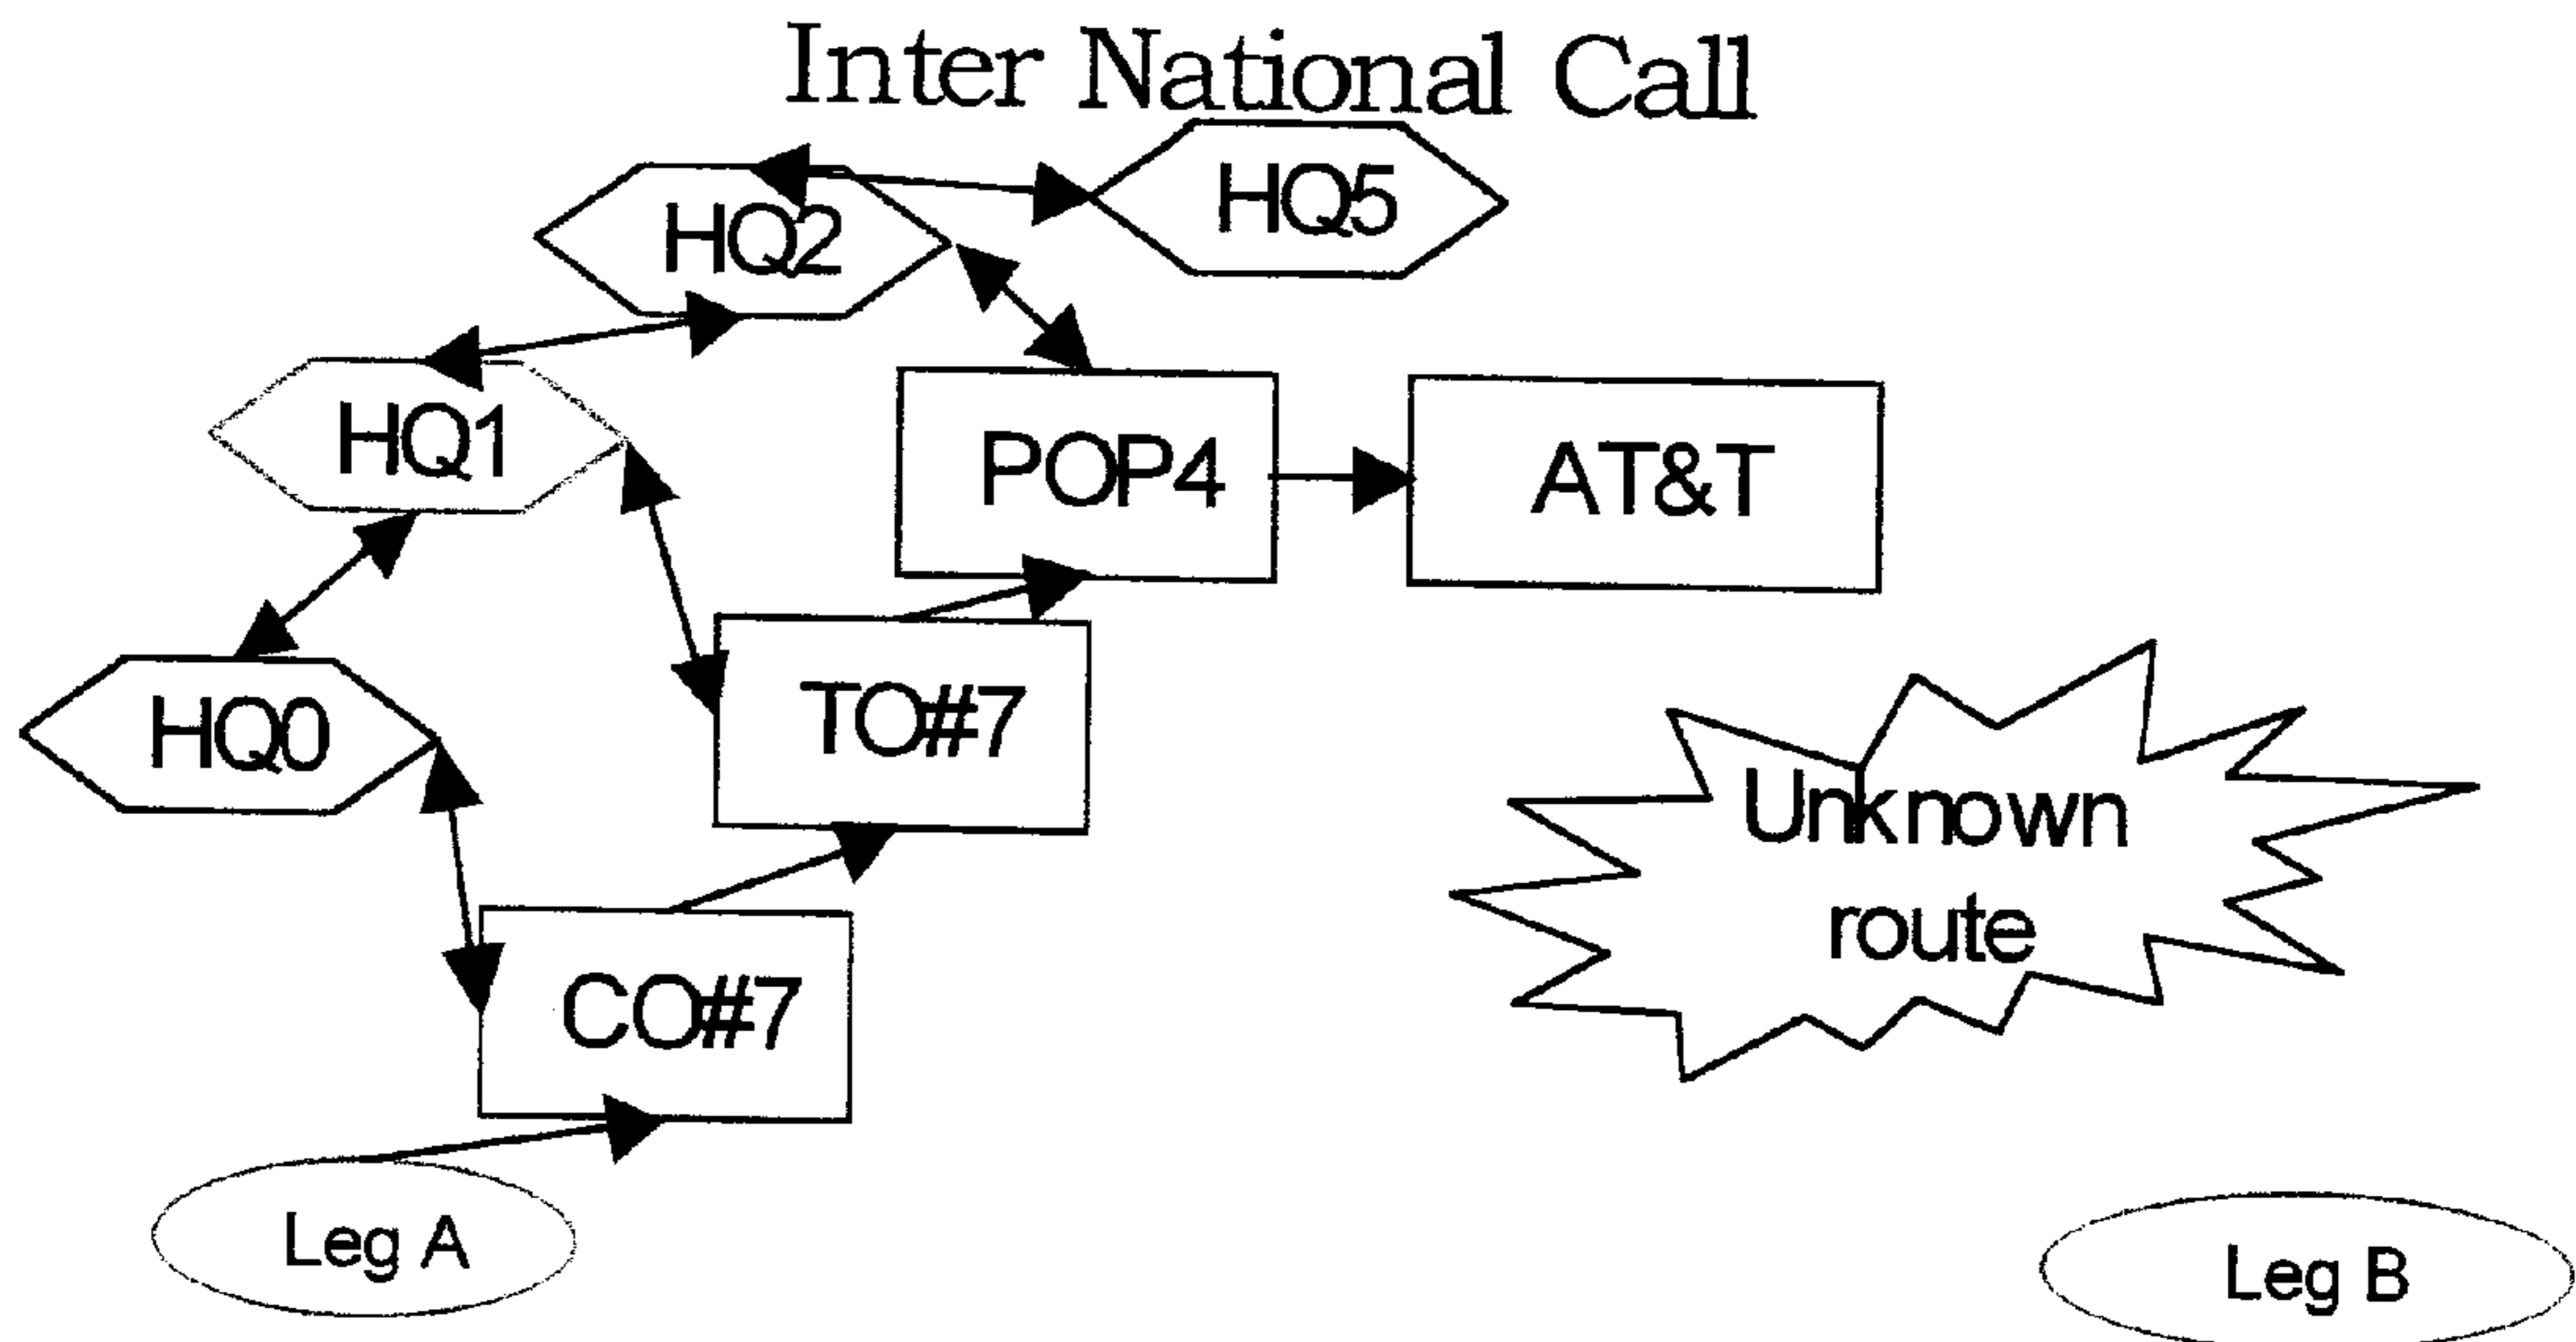 Inter National Call
HQ5
HQ2
HQ1
POP4
AT&T
HQ0
TO#7
Unknown
route
CO#7
Leg A
Leg B